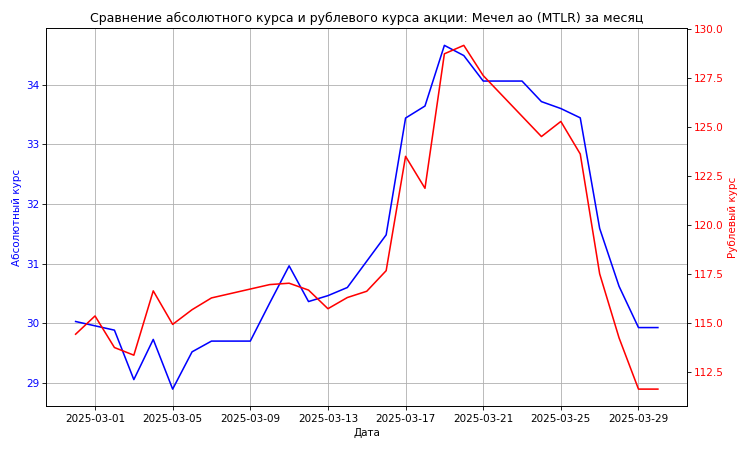 Сравнение абсолютного курса и рублевого курса акции: Мечел ао (MTLR) за месяц
Абсолютный курс
34
33
32
31
30
29
130.0
127.5
125.0
122.5
120.0
117.5
115.0
112.5
Рублевый курс
2025-03-01 2025-03-05 2025-03-09 2025-03-13 2025-03-17 2025-03-21 2025-03-25 2025-03-29
Дата